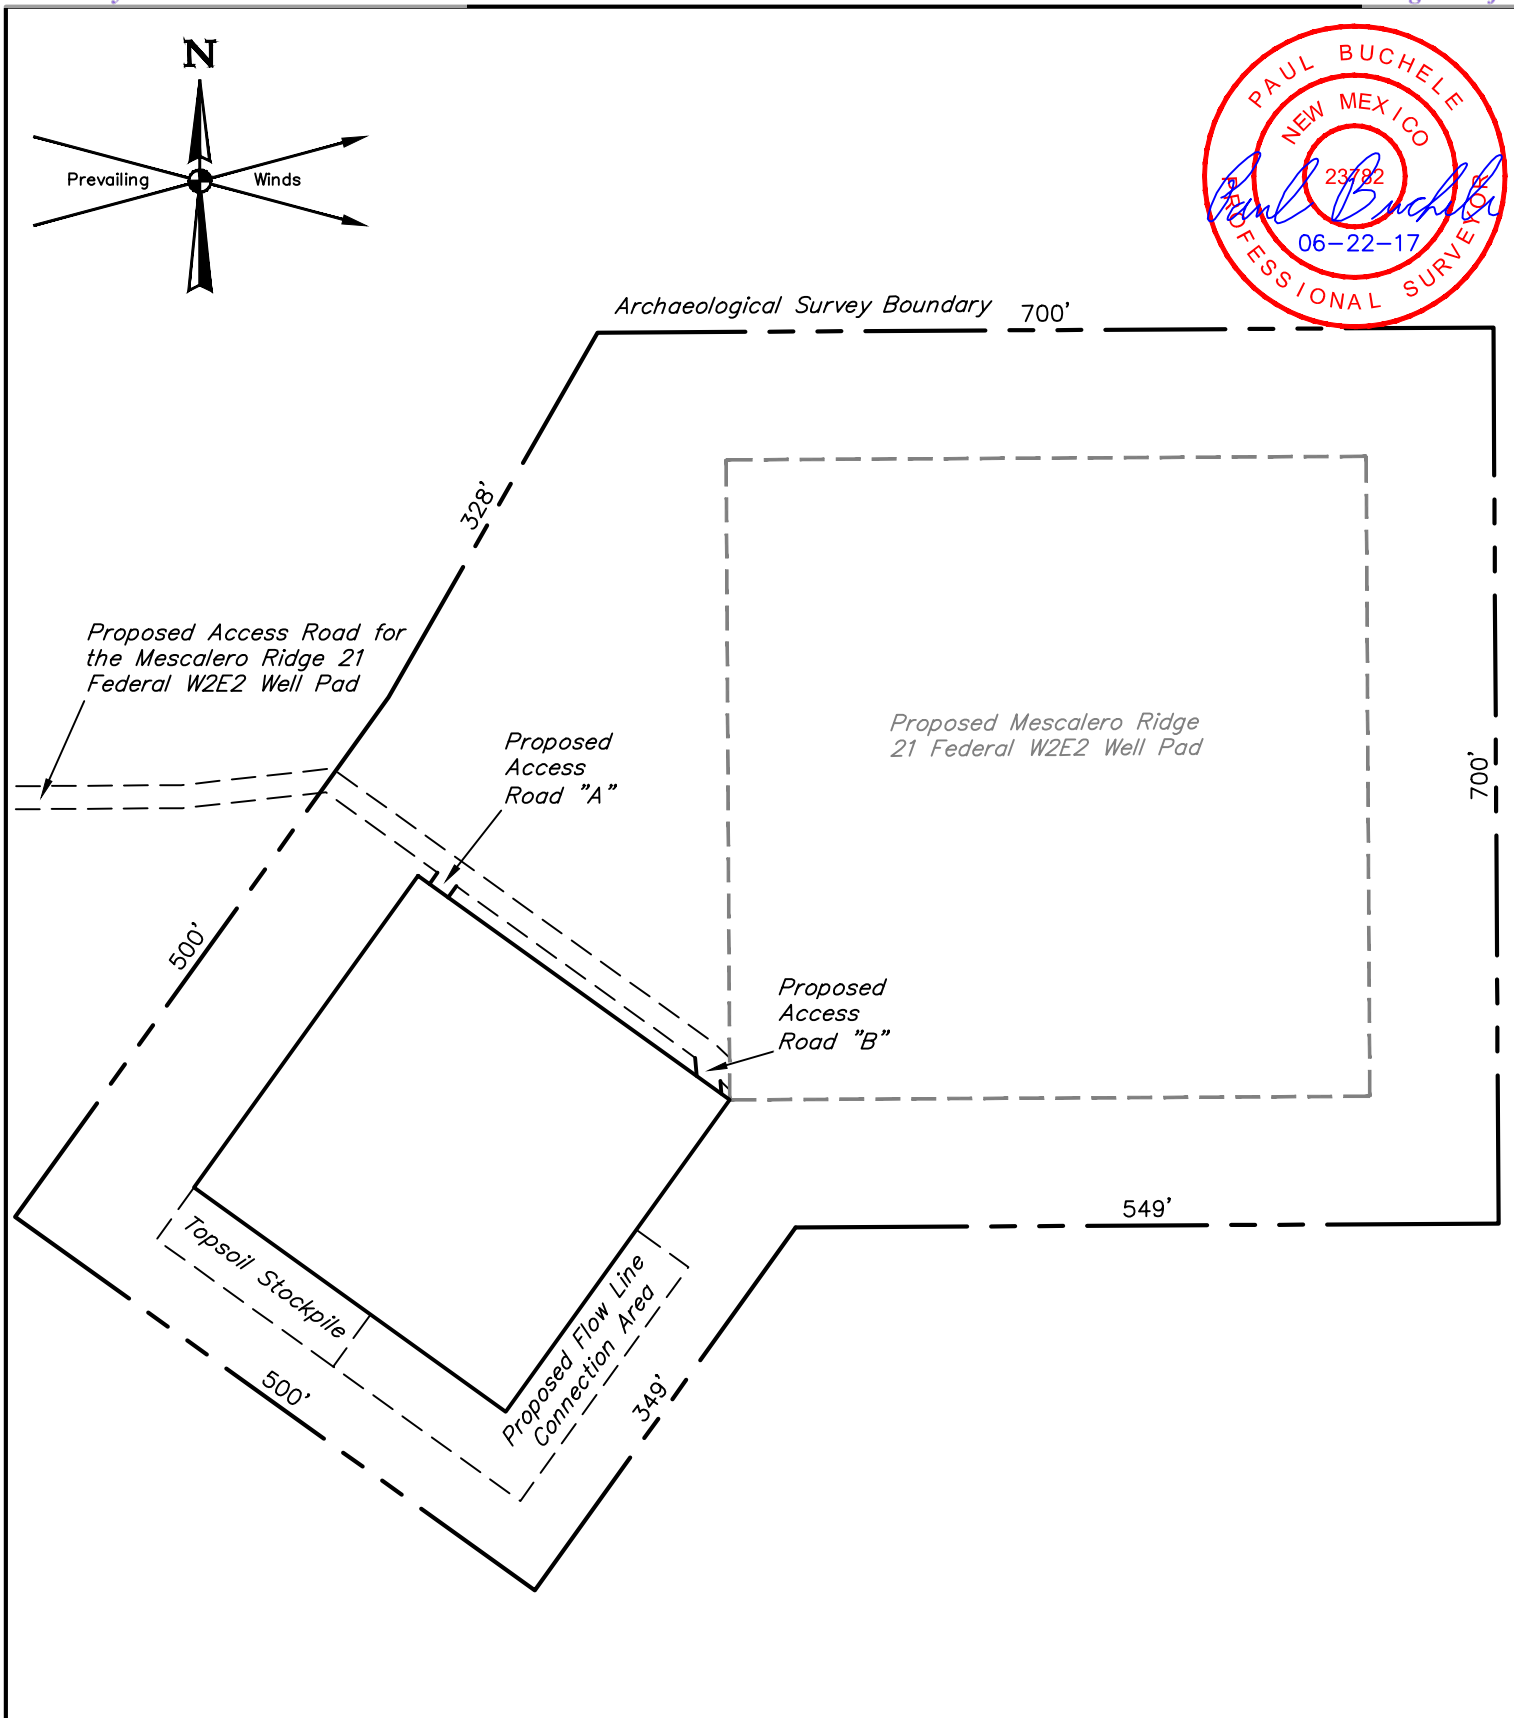 N
Prevailing Winds
PAUL BUCHELE
NEW MEXICO
23782
Paul Buchele
06-22-17
PROFESSIONAL SURVEYOR
Archaeological Survey Boundary 700'
328'
Proposed Access Road for
the Mescalero Ridge 21
Federal W2E2 Well Pad
Proposed
Access
Road "A"
Proposed Mescalero Ridge
21 Federal W2E2 Well Pad
700'
500'
Proposed
Access
Road "B"
549'
Topsoil Stockpile
Proposed Flow Line
Connection Area
500'
349'